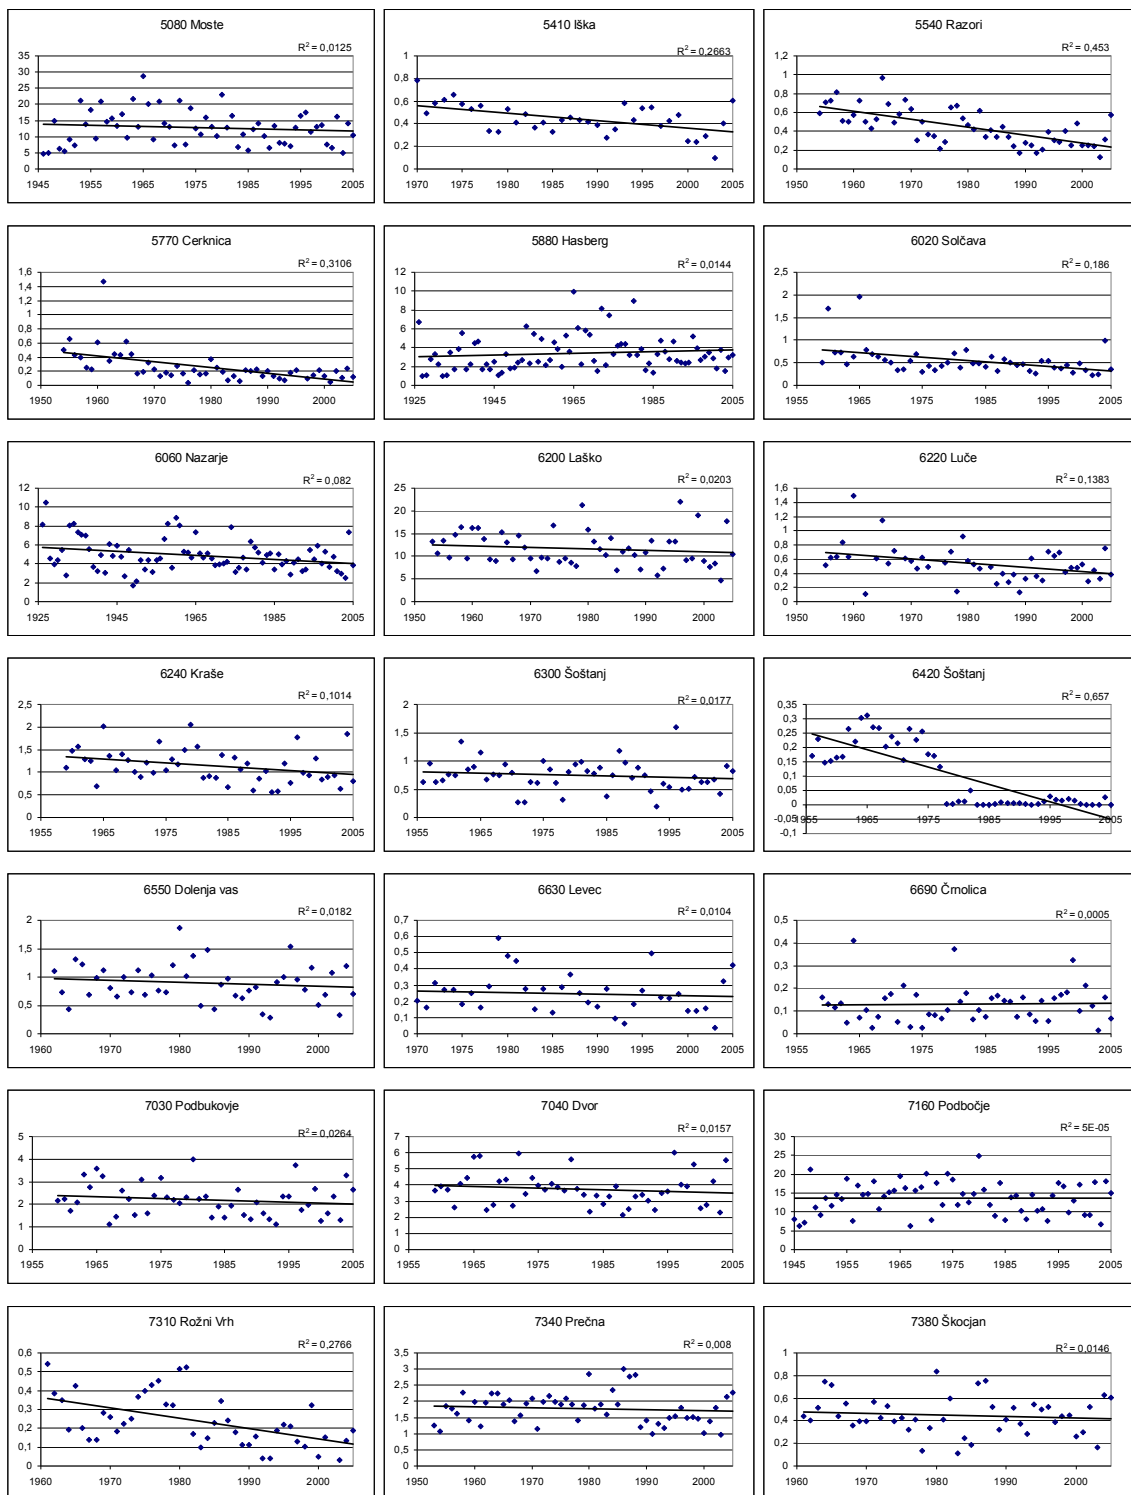 5080 Moste
R² = 0,0125
35
30
25
20
15
10
5
0
1945 1955 1965 1975 1985 1995 2005
5410 Iška
R² = 0,2663
1
0,8
0,6
0,4
0,2
0
1970 1975 1980 1985 1990 1995 2000 2005
5540 Razori
R² = 0,453
1,2
1
0,8
0,6
0,4
0,2
0
1950 1960 1970 1980 1990 2000
5770 Cerknica
R² = 0,3106
1,6
1,4
1,2
1
0,8
0,6
0,4
0,2
0
1950 1960 1970 1980 1990 2000
5880 Hasberg
R² = 0,0144
12
10
8
6
4
2
0
1925 1945 1965 1985 2005
6020 Solčava
R² = 0,186
2,5
2
1,5
1
0,5
0
1955 1965 1975 1985 1995 2005
6060 Nazarje
R² = 0,082
12
10
8
6
4
2
0
1925 1945 1965 1985 2005
6200 Laško
R² = 0,0203
25
20
15
10
5
0
1950 1960 1970 1980 1990 2000
6220 Luče
R² = 0,1383
1,6
1,4
1,2
1
0,8
0,6
0,4
0,2
0
1950 1960 1970 1980 1990 2000
6240 Kraše
R² = 0,1014
2,5
2
1,5
1
0,5
0
1955 1965 1975 1985 1995 2005
6300 Šoštanj
R² = 0,0177
2
1,5
1
0,5
0
1955 1965 1975 1985 1995 2005
6420 Šoštanj
R² = 0,657
0,35
0,3
0,25
0,2
0,15
0,1
0,05
0
-0,05
-0,1
1955 1965 1975 1985 1995 2005
6550 Dolenja vas
R² = 0,0182
2
1,5
1
0,5
0
1960 1970 1980 1990 2000
6630 Levec
R² = 0,0104
0,7
0,6
0,5
0,4
0,3
0,2
0,1
0
1970 1975 1980 1985 1990 1995 2000 2005
6690 Črnolica
R² = 0,0005
0,5
0,4
0,3
0,2
0,1
0
1955 1965 1975 1985 1995 2005
7030 Podbukovje
R² = 0,0264
5
4
3
2
1
0
1955 1965 1975 1985 1995 2005
7040 Dvor
R² = 0,0157
7
6
5
4
3
2
1
0
1955 1965 1975 1985 1995 2005
7160 Podbočje
R² = 5E-05
30
25
20
15
10
5
0
1945 1955 1965 1975 1985 1995 2005
7310 Rožni Vrh
R² = 0,2766
0,6
0,5
0,4
0,3
0,2
0,1
0
1960 1970 1980 1990 2000
7340 Prečna
R² = 0,008
3,5
3
2,5
2
1,5
1
0,5
0
1950 1960 1970 1980 1990 2000
7380 Škocjan
R² = 0,0146
1
0,8
0,6
0,4
0,2
0
1960 1970 1980 1990 2000